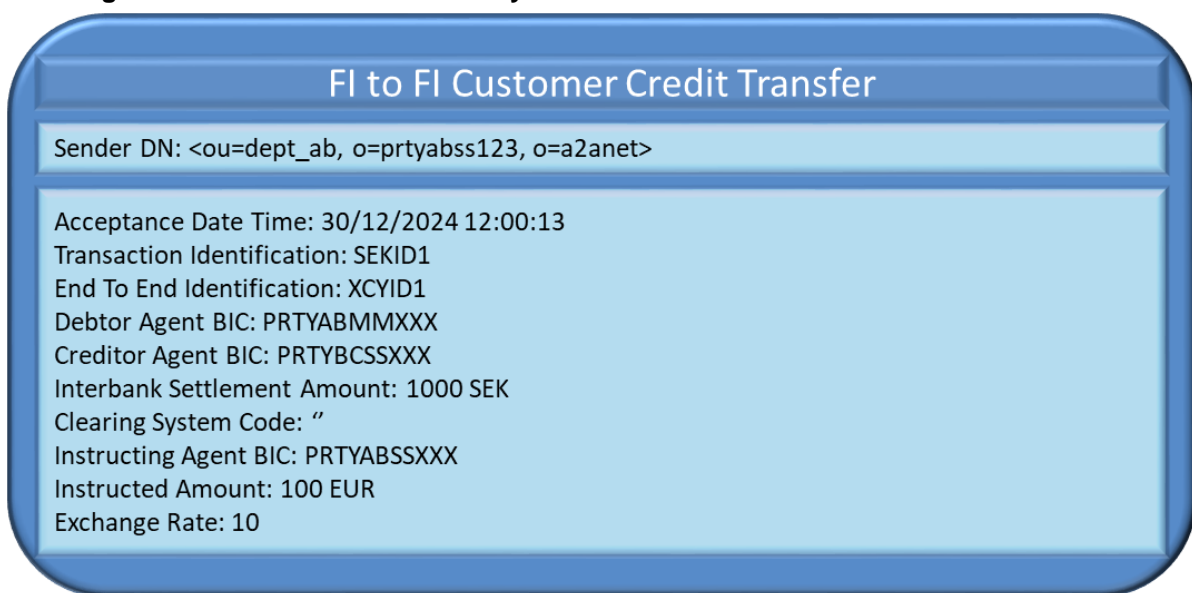 FI to FI Customer Credit Transfer
Sender DN: <ou=dept_ab, o=prtyabss123, o=a2anet>
Acceptance Date Time: 30/12/2024 12:00:13
Transaction Identification: SEKID1
End To End Identification: XCYID1
Debtor Agent BIC: PRTYABMMXXX
Creditor Agent BIC: PRTYBCSSXXX
Interbank Settlement Amount: 1000 SEK
Clearing System Code: ‘’
Instructing Agent BIC: PRTYABSSXXX
Instructed Amount: 100 EUR
Exchange Rate: 10